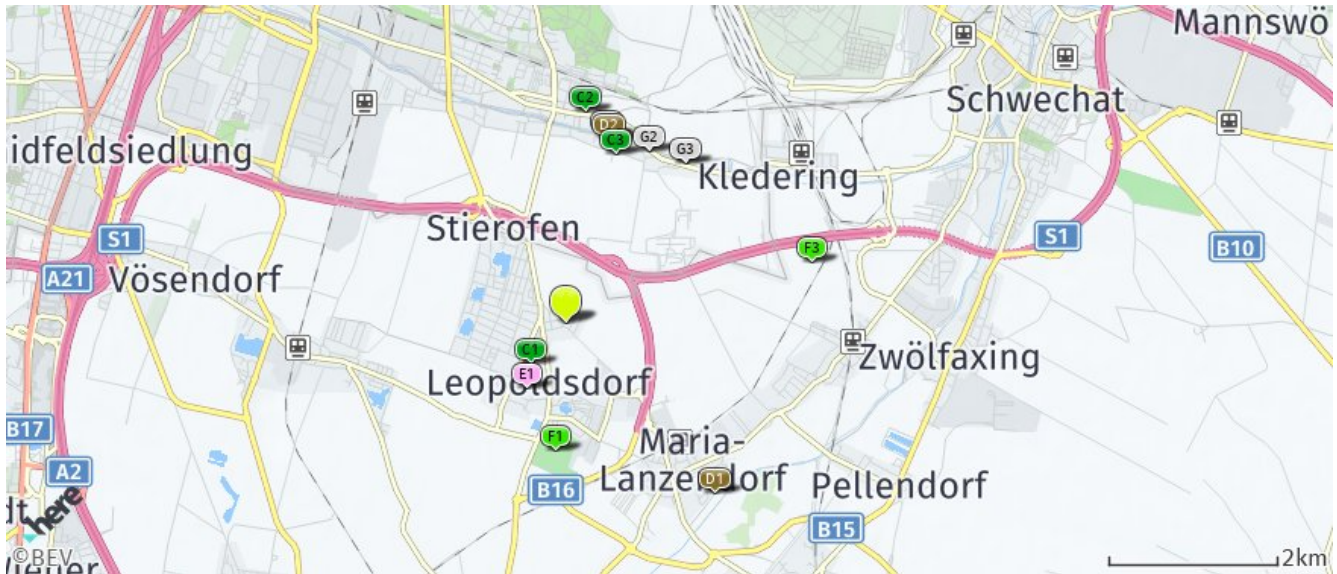 Mannswö
C2
Schwechat
D2
C3
G2
G3
idfeldsiedlung
Kledering
Stierofen
S1
S1
F3
B10
A21
Vösendorf
C1
Zwölfaxing
E1
Leopoldsdorf
B17
F1
Maria-
Lanzendorf
D1
A2
B16
Pellendorf
dt
here
B15
©BEV
2km